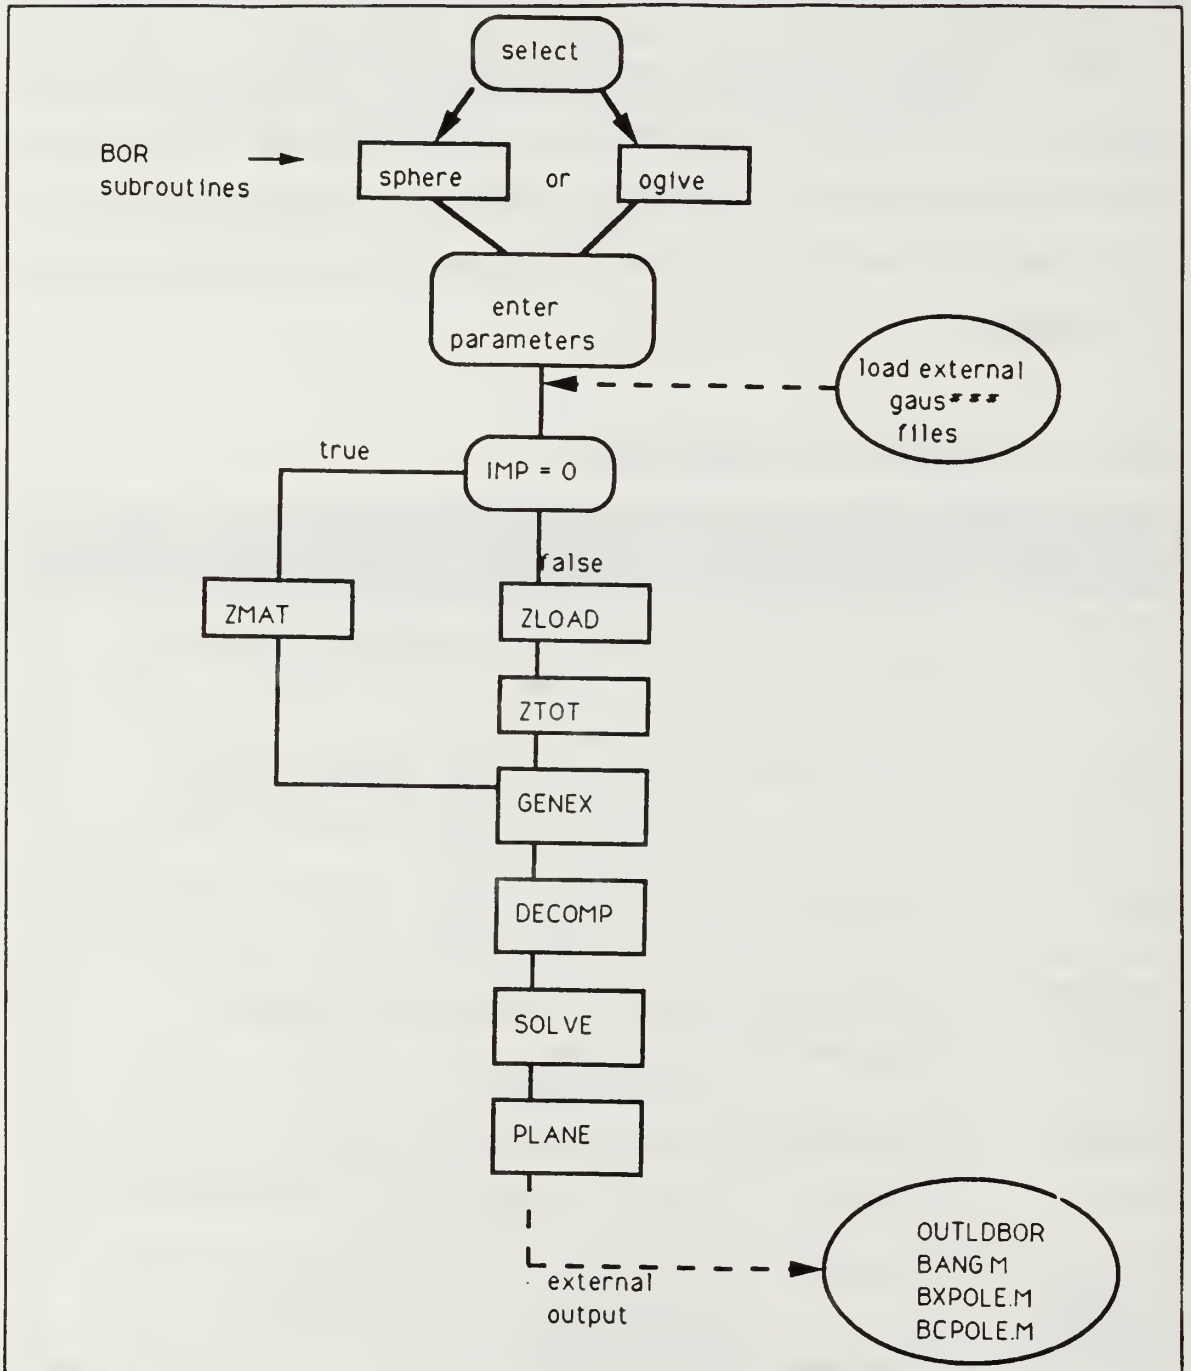 select
BOR
subroutines
sphere
or
ogive
enter
parameters
load external
gaus***
files
true
IMP = 0
false
ZMAT
ZLOAD
ZTOT
GENEX
DECOMP
SOLVE
PLANE
external
output
OUTLDBOR
BANG M
BXPOLE.M
BCPOLE.M